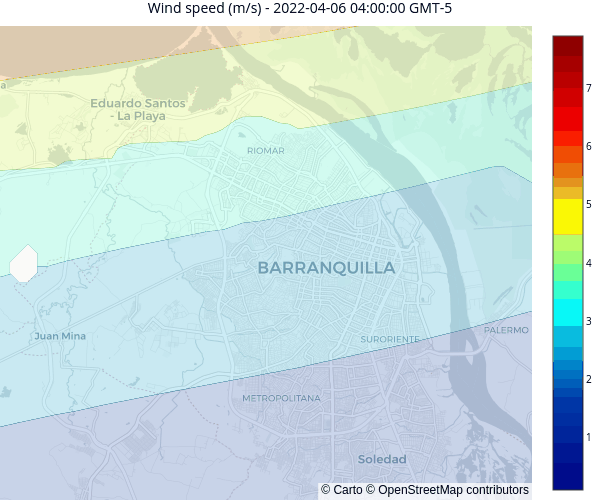 Wind speed (m/s) - 2022-04-06 04:00:00 GMT-5
a
Eduardo Santos
- La Playa
RIOMAR
BARRANQUILLA
Juan Mina
SURORIENTE
PALERMO
METROPOLITANA
Soledad
© Carto © OpenStreetMap contributors
7
6
5
4
3
2
1